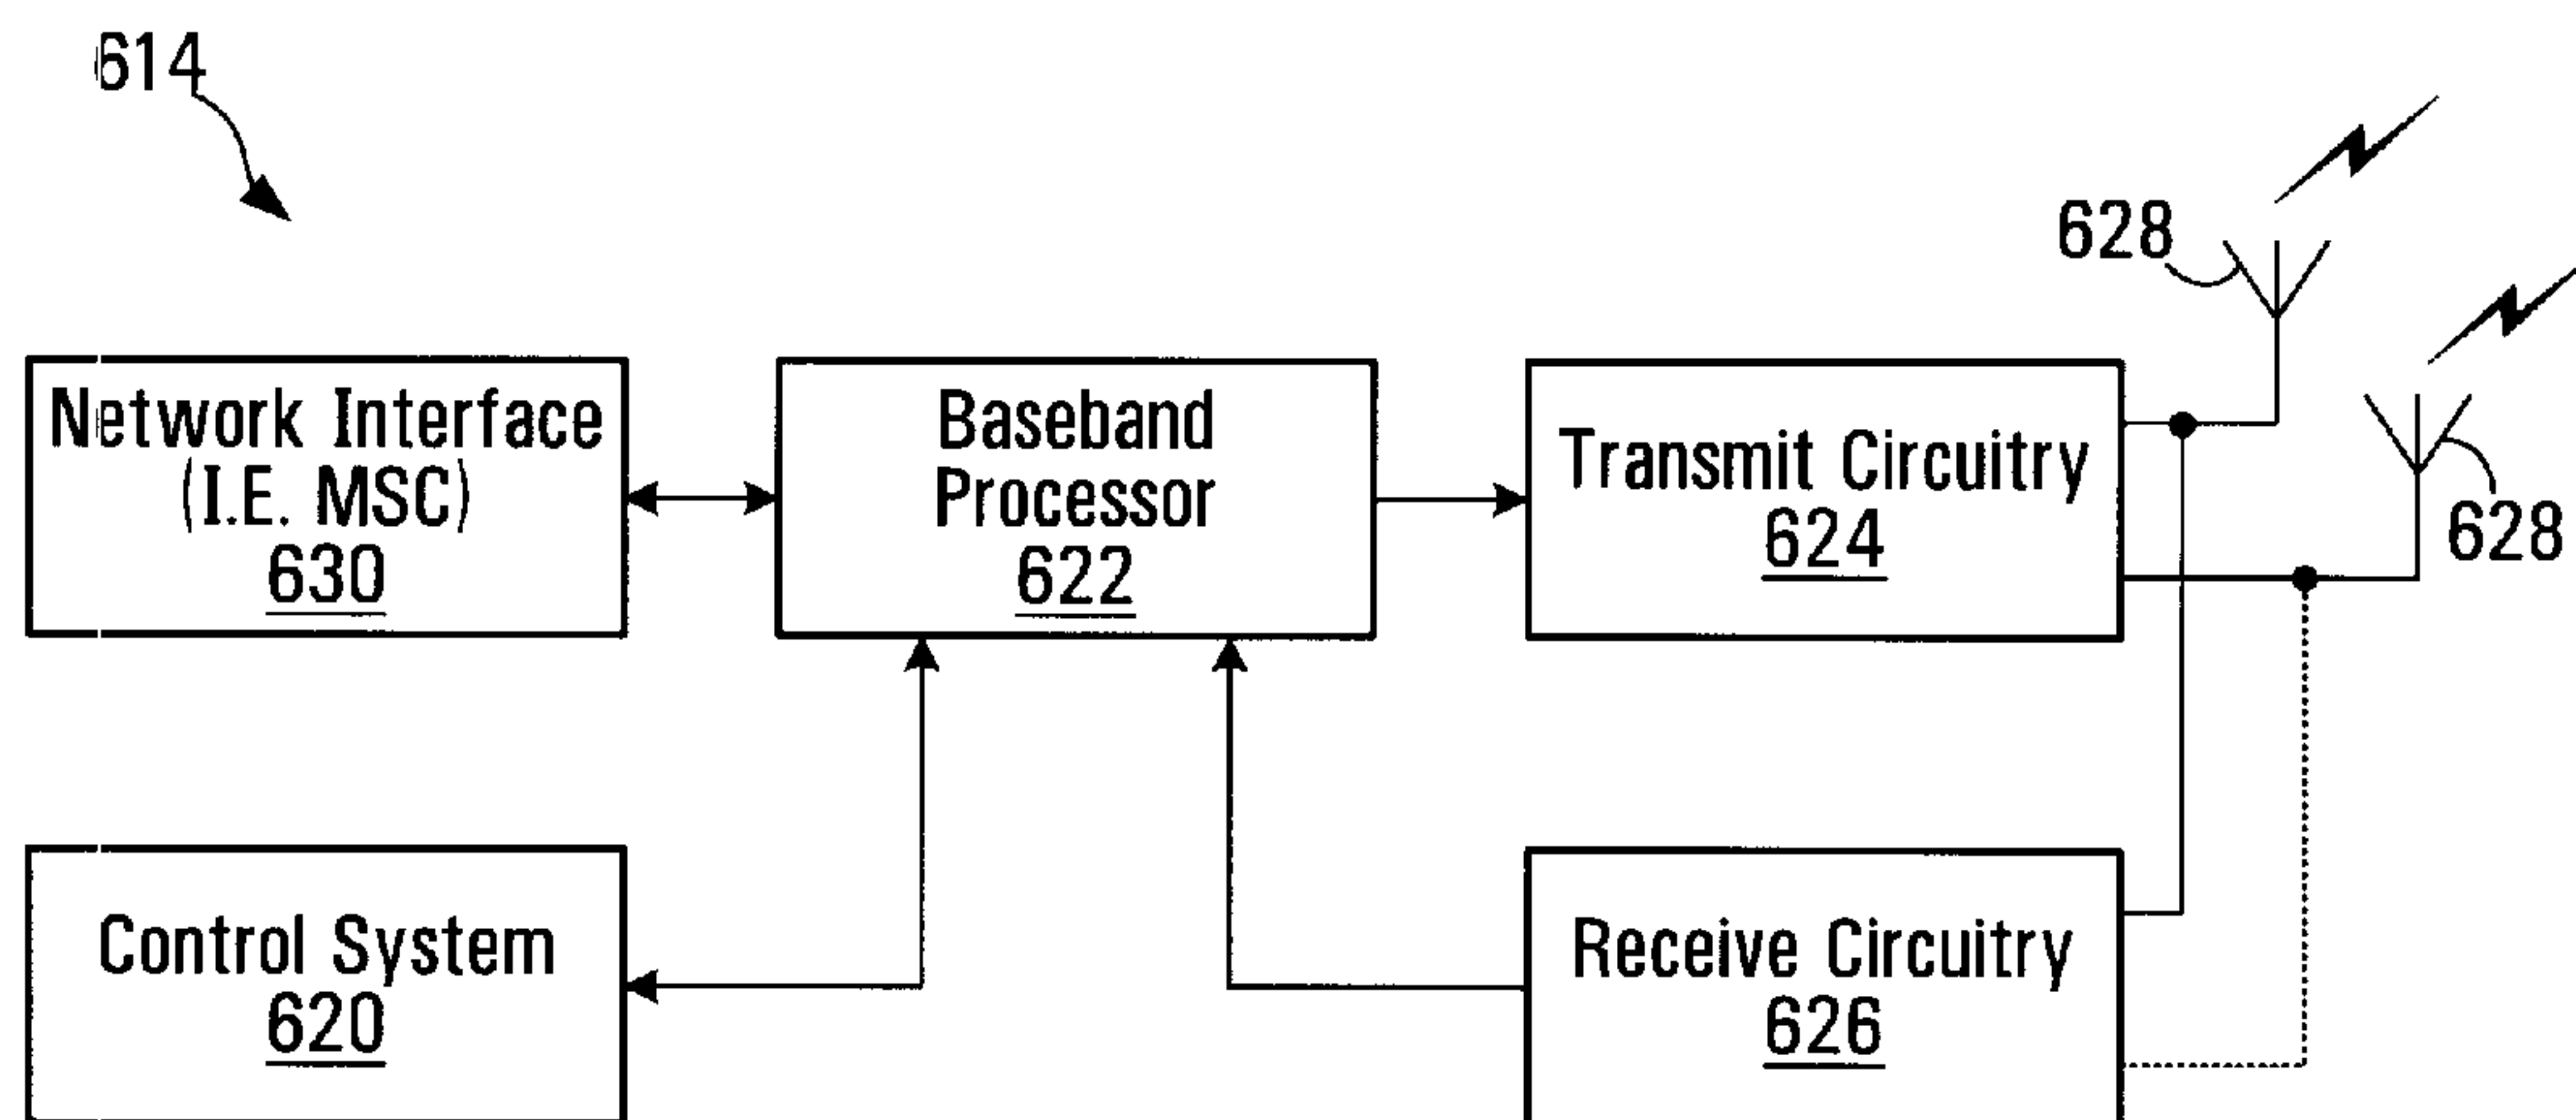 614
628
Network Interface
(I.E. MSC)
630
Baseband
Processor
622
Transmit Circuitry
624
628
Control System
620
Receive Circuitry
626